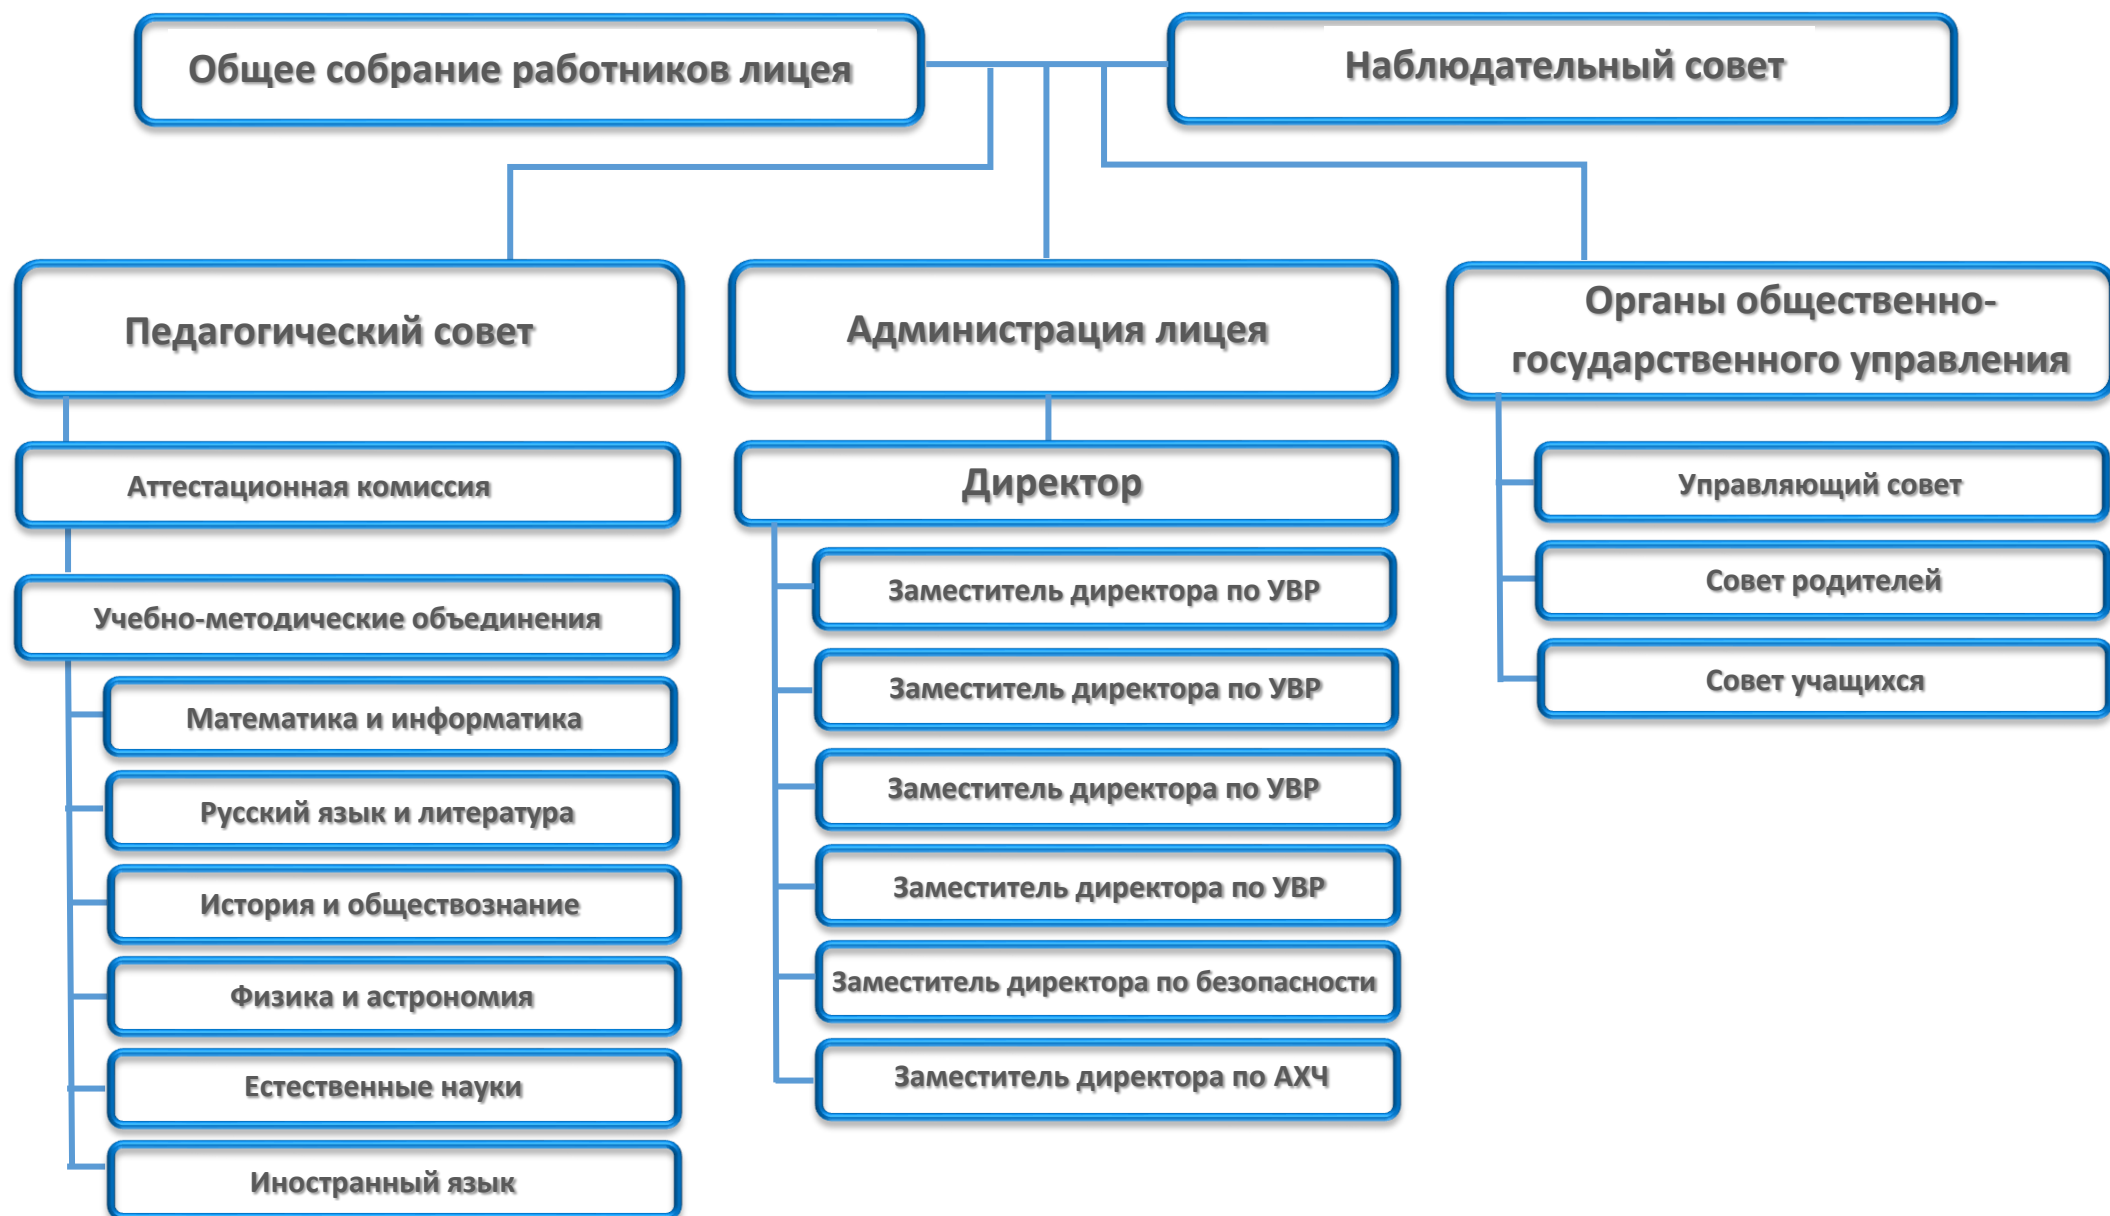 Общее собрание работников лицея
Наблюдательный совет
Педагогический совет
Аттестационная комиссия
Учебно-методические объединения
Математика и информатика
Русский язык и литература
История и обществознание
Физика и астрономия
Естественные науки
Иностранный язык
Администрация лицея
Директор
Заместитель директора по УВР
Заместитель директора по УВР
Заместитель директора по УВР
Заместитель директора по УВР
Заместитель директора по безопасности
Заместитель директора по АХЧ
Органы общественно-
государственного управления
Управляющий совет
Совет родителей
Совет учащихся